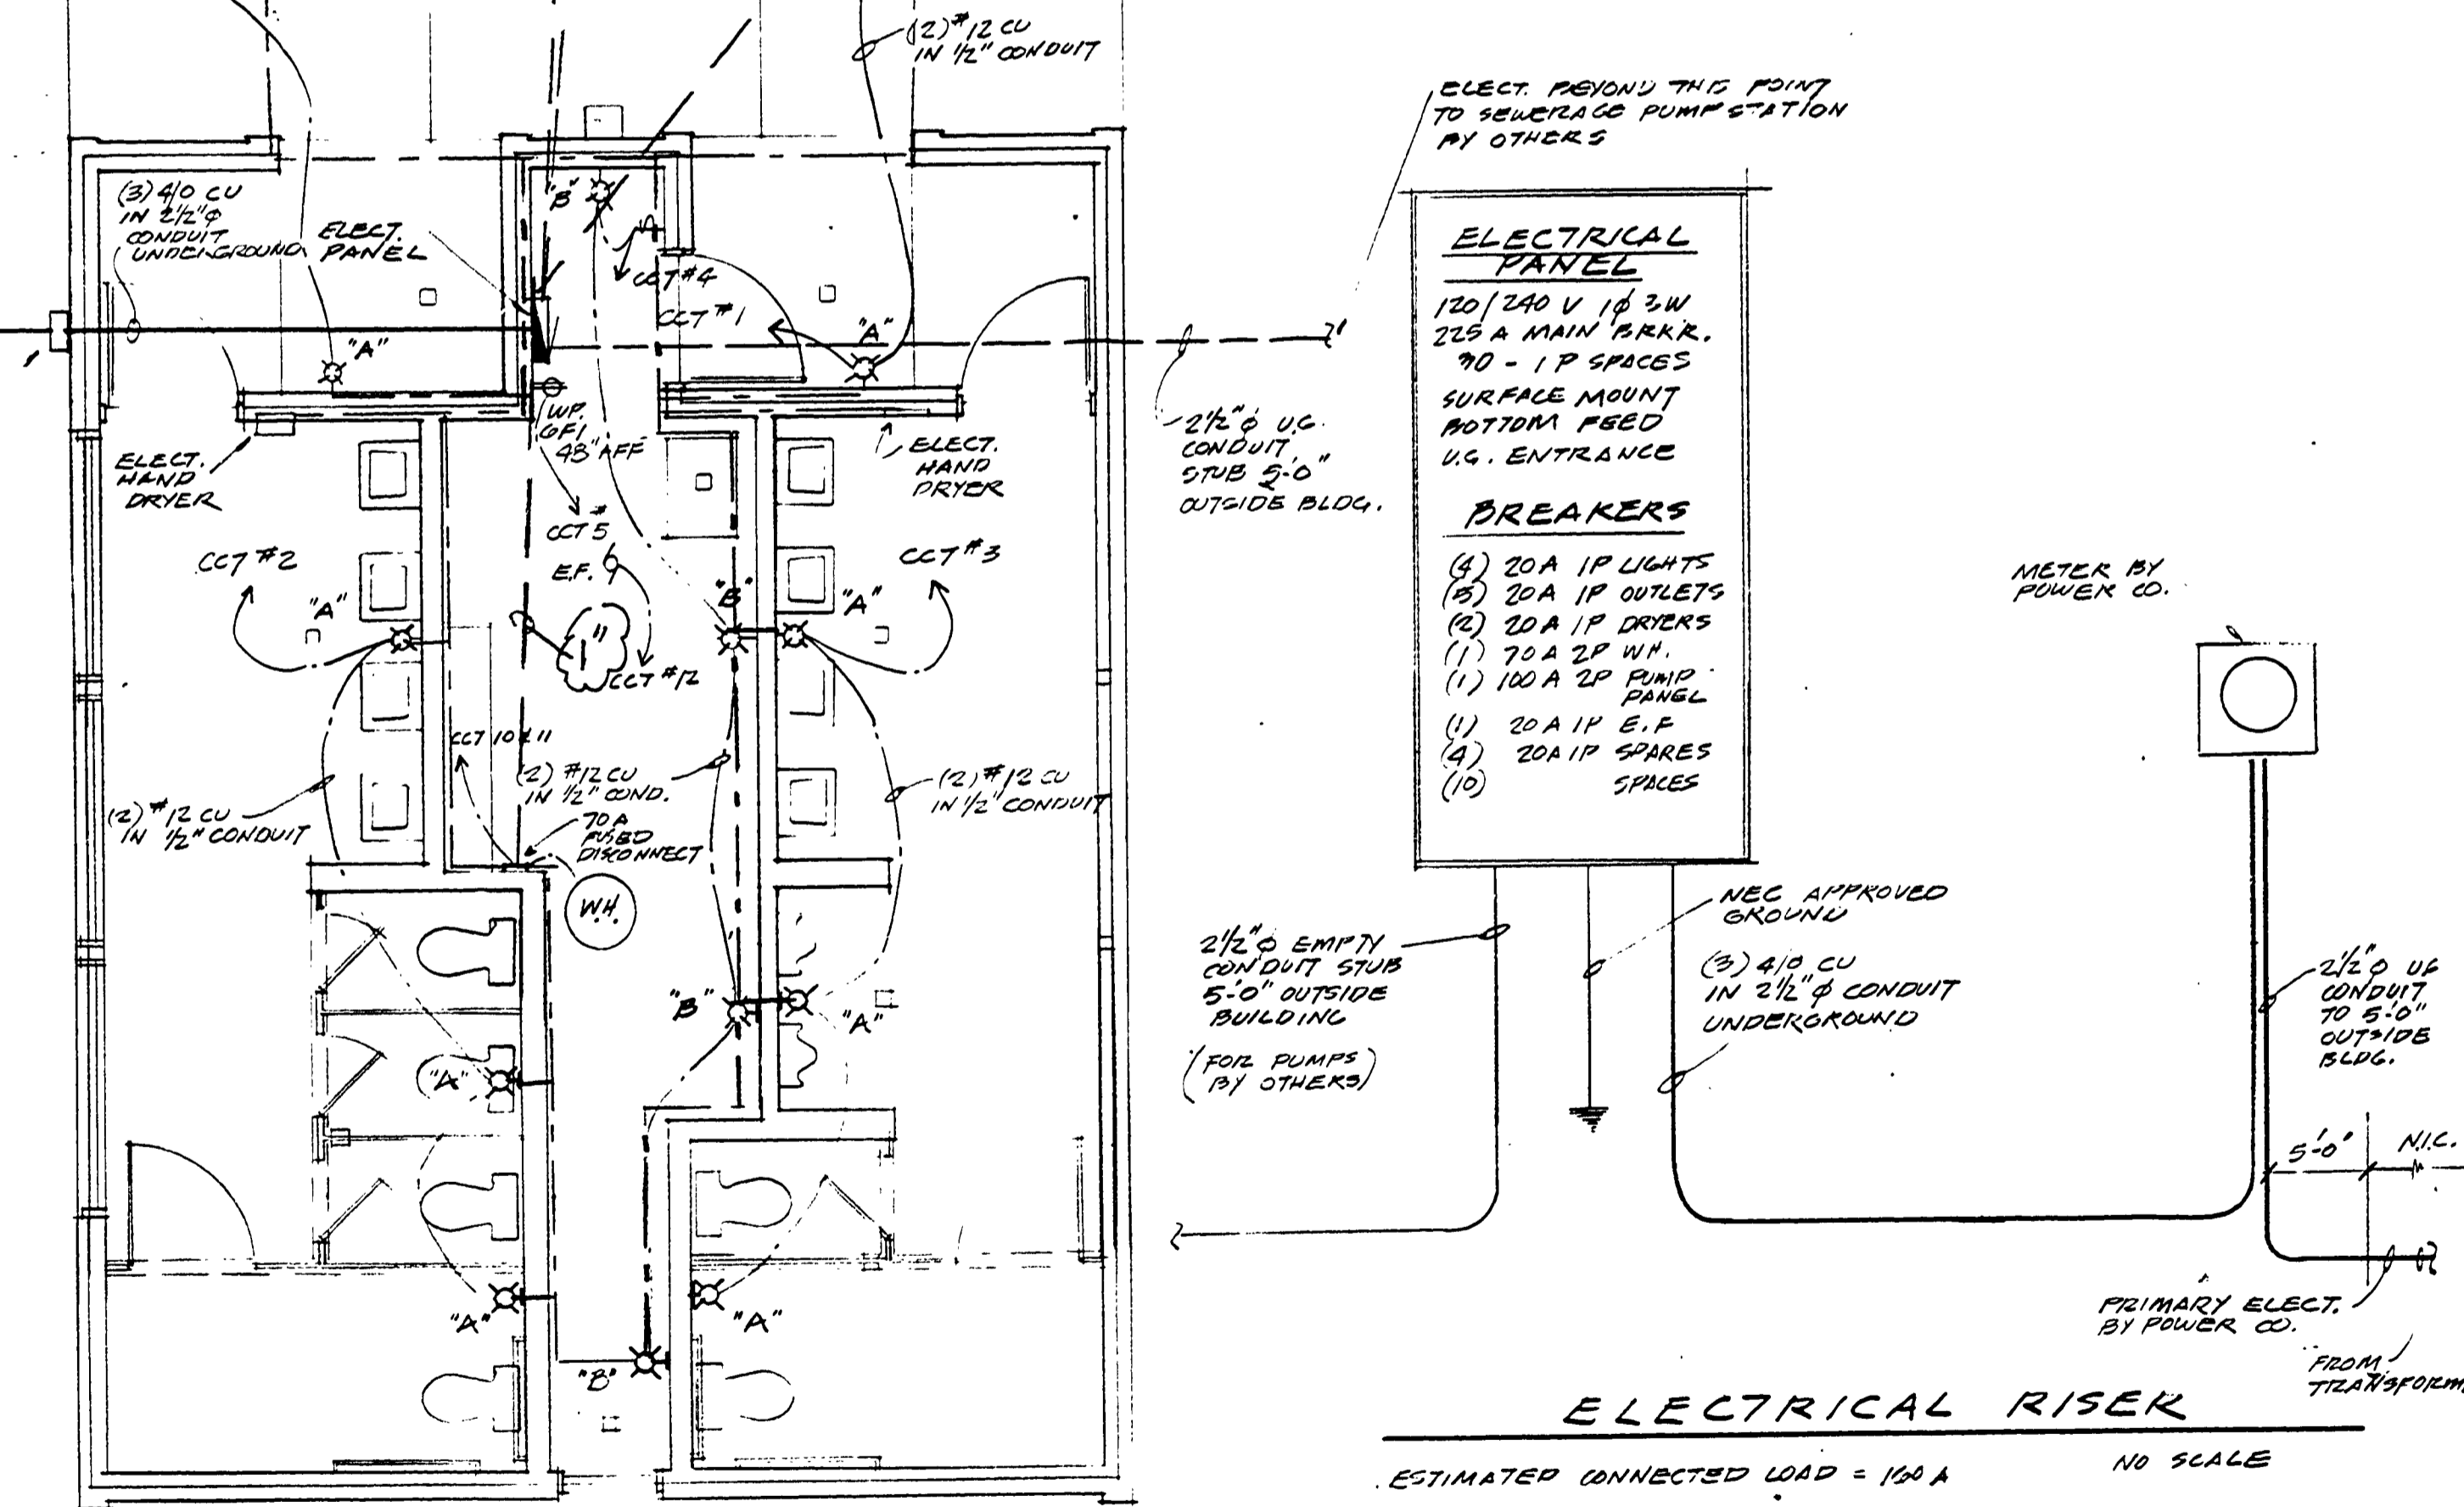 (2) #12 CU
IN 1/2" CONDUIT
(3) 4/0 CU
IN 2 1/2" φ
CONDUIT
UNDERGROUND
ELECT.
PANEL
"B"
CCT #4
CCT #1
"A"
"A"
WP.
GFI
48" AFF
ELECT.
HAND
DRYER
ELECT.
HAND
DRYER
CCT #5
CCT #2
CCT #3
E.F.
"A"
"B"
"A"
1"
CCT #12
CCT 10 & 11
(2) #12 CU
IN 1/2" COND.
(2) #12 CU
IN 1/2" CONDUIT
(2) #12 CU
IN 1/2" CONDUIT
70 A
FUSED
DISCONNECT
W.H.
"B"
"A"
"A"
"A"
"A"
"B"
ELECT. BEYOND THIS POINT
TO SEWERAGE PUMP STATION
BY OTHERS
2 1/2" φ U.G.
CONDUIT
STUB 5'-0"
OUTSIDE BLDG.
ELECTRICAL
PANEL
120/240 V 1φ 3W
225 A MAIN BRKR.
30 - 1 P SPACES
SURFACE MOUNT
BOTTOM FEED
U.G. ENTRANCE
BREAKERS
(4) 20 A 1P LIGHTS
(5) 20A 1P OUTLETS
(2) 20 A 1P DRYERS
(1) 70 A 2P WH.
(1) 100 A 2P PUMP
PANEL
(1) 20 A 1P E.F
(4) 20A 1P SPARES
(10) SPACES
METER BY
POWER CO.
2 1/2" φ EMPTY
CONDUIT STUB
5'-0" OUTSIDE
BUILDING
(FOR PUMPS
BY OTHERS)
NEC APPROVED
GROUND
(3) 4/0 CU
IN 2 1/2" φ CONDUIT
UNDERGROUND
2 1/2" φ UG
CONDUIT
TO 5'-0"
OUTSIDE
BLDG.
5'-0"
N.I.C.
PRIMARY ELECT.
BY POWER CO.
FROM
ELECTRICAL RISER
NO SCALE
ESTIMATED CONNECTED LOAD = A